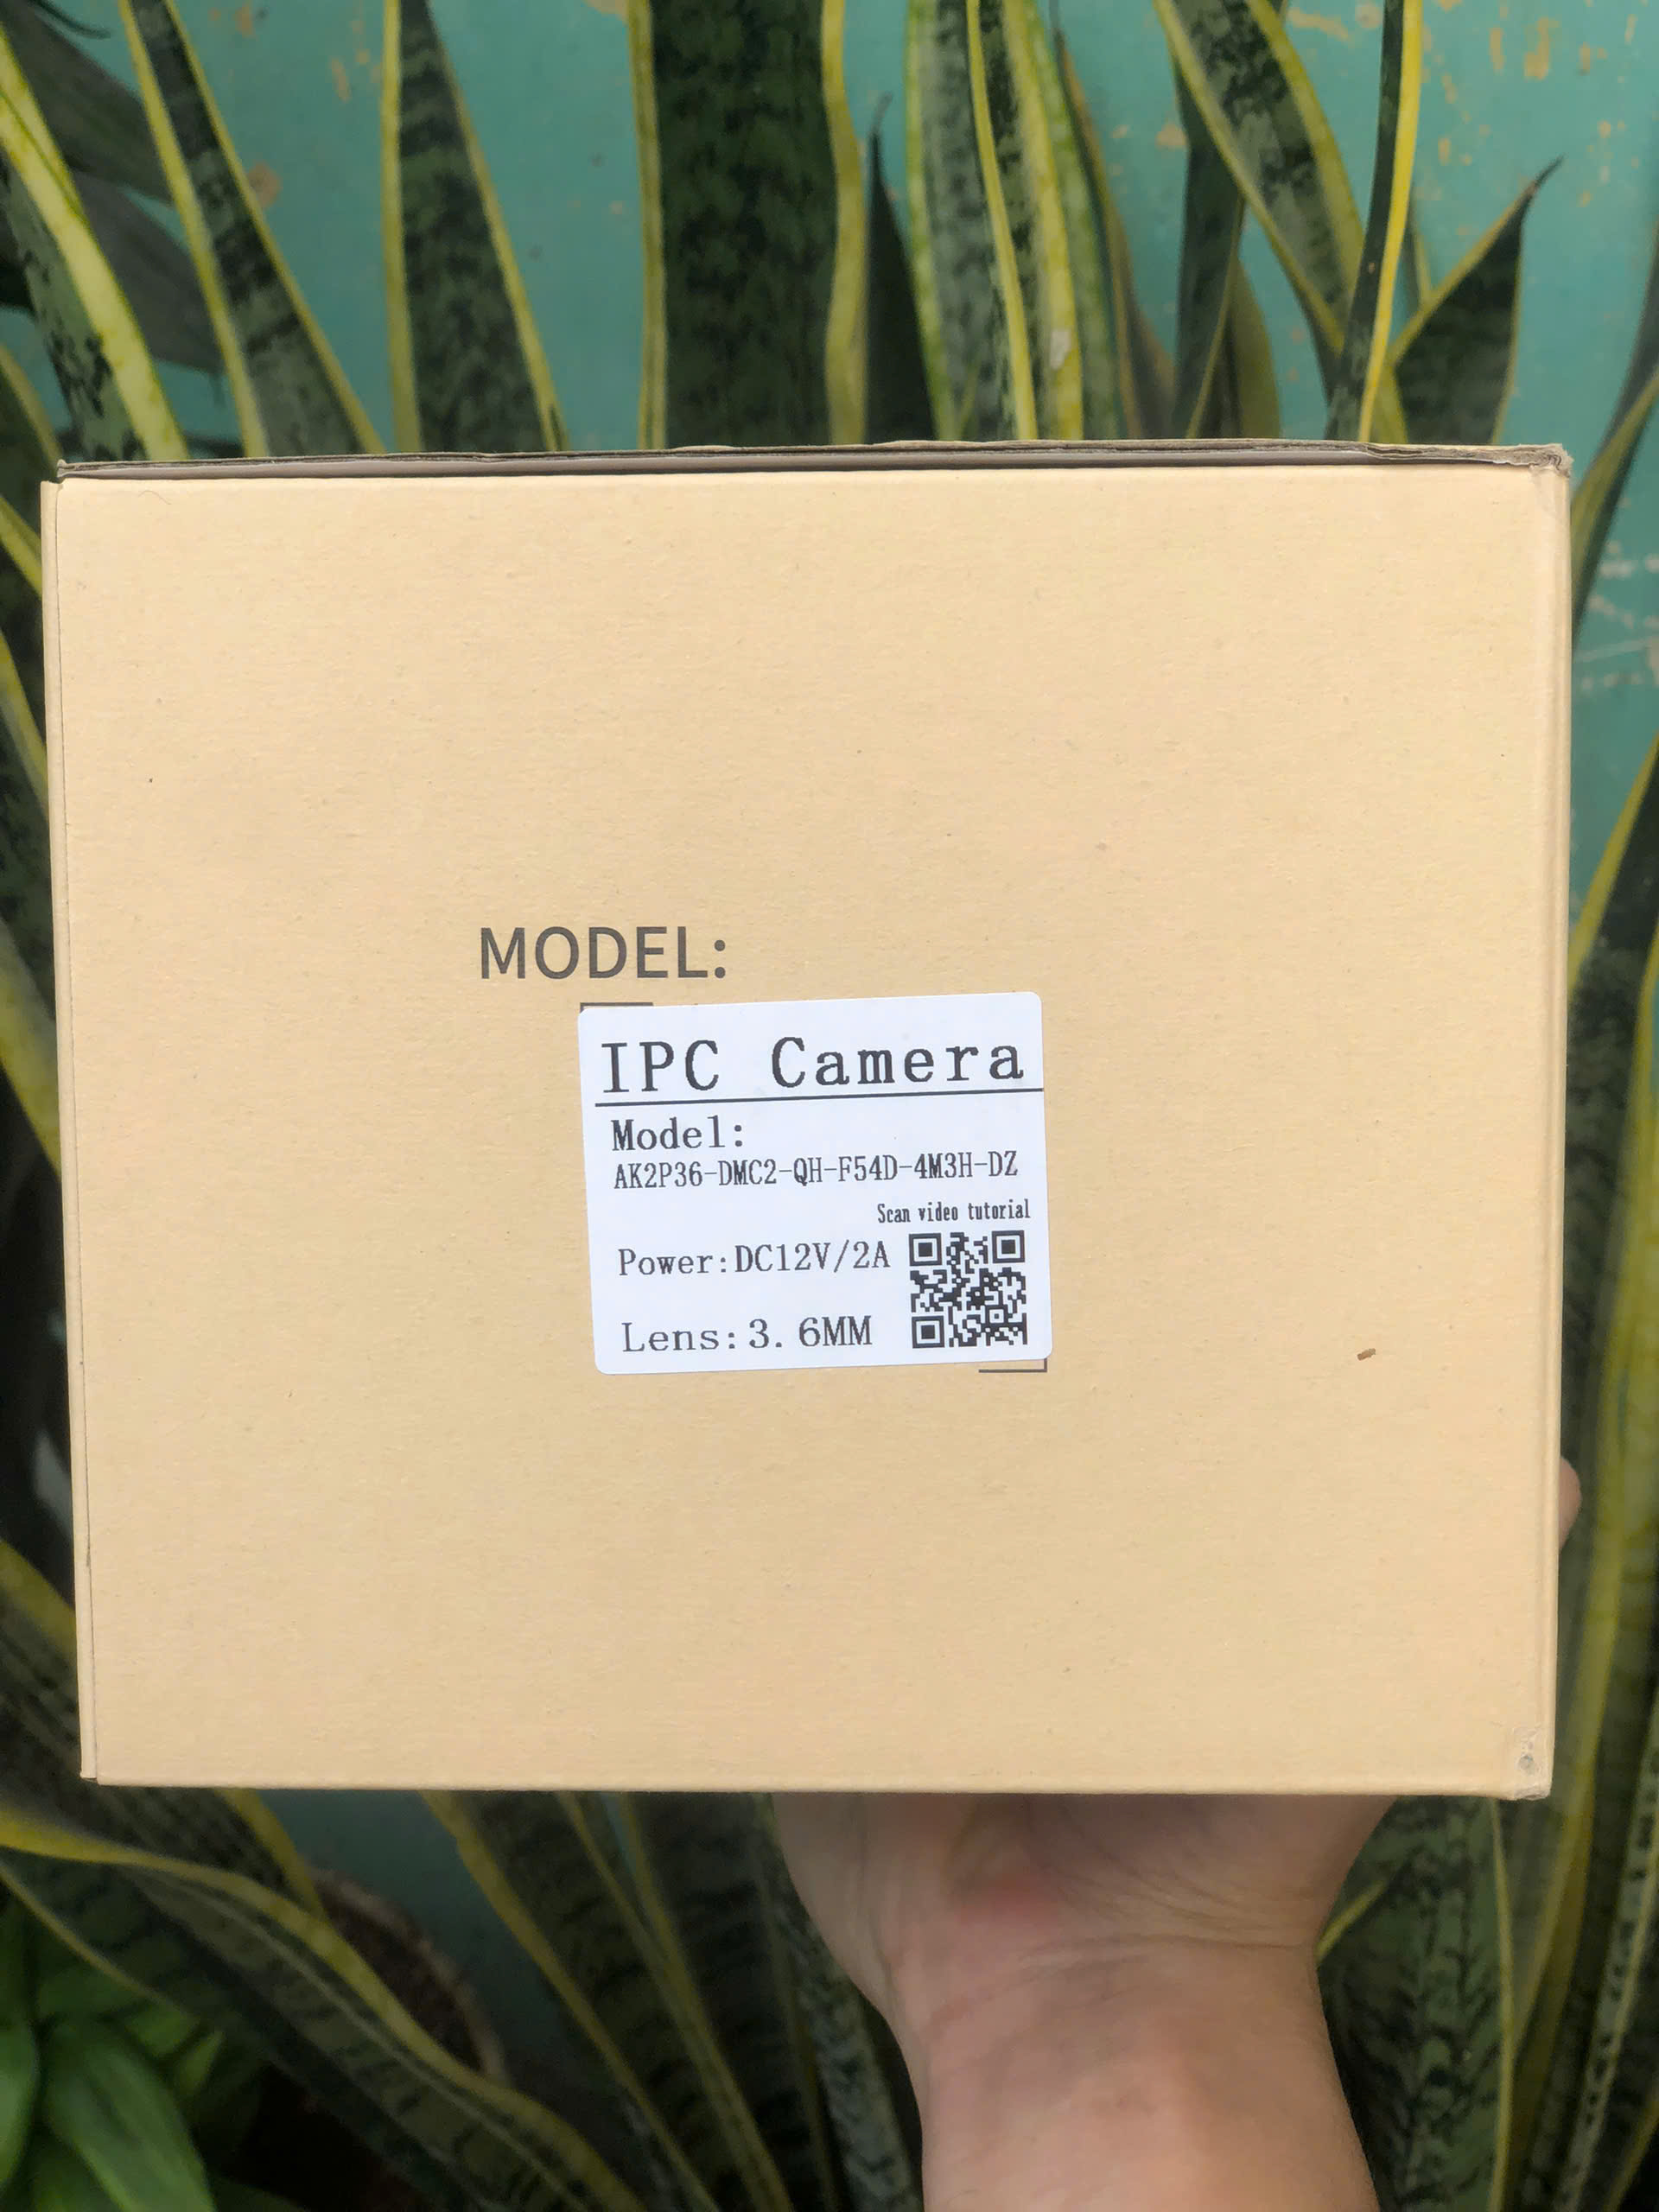 MODEL:
IPC Camera
Model:
AK2P36-DMC2-QH-F54D-4M3H-DZ
Scan video tutorial
Power:DC12V/2A
Lens:3.6MM